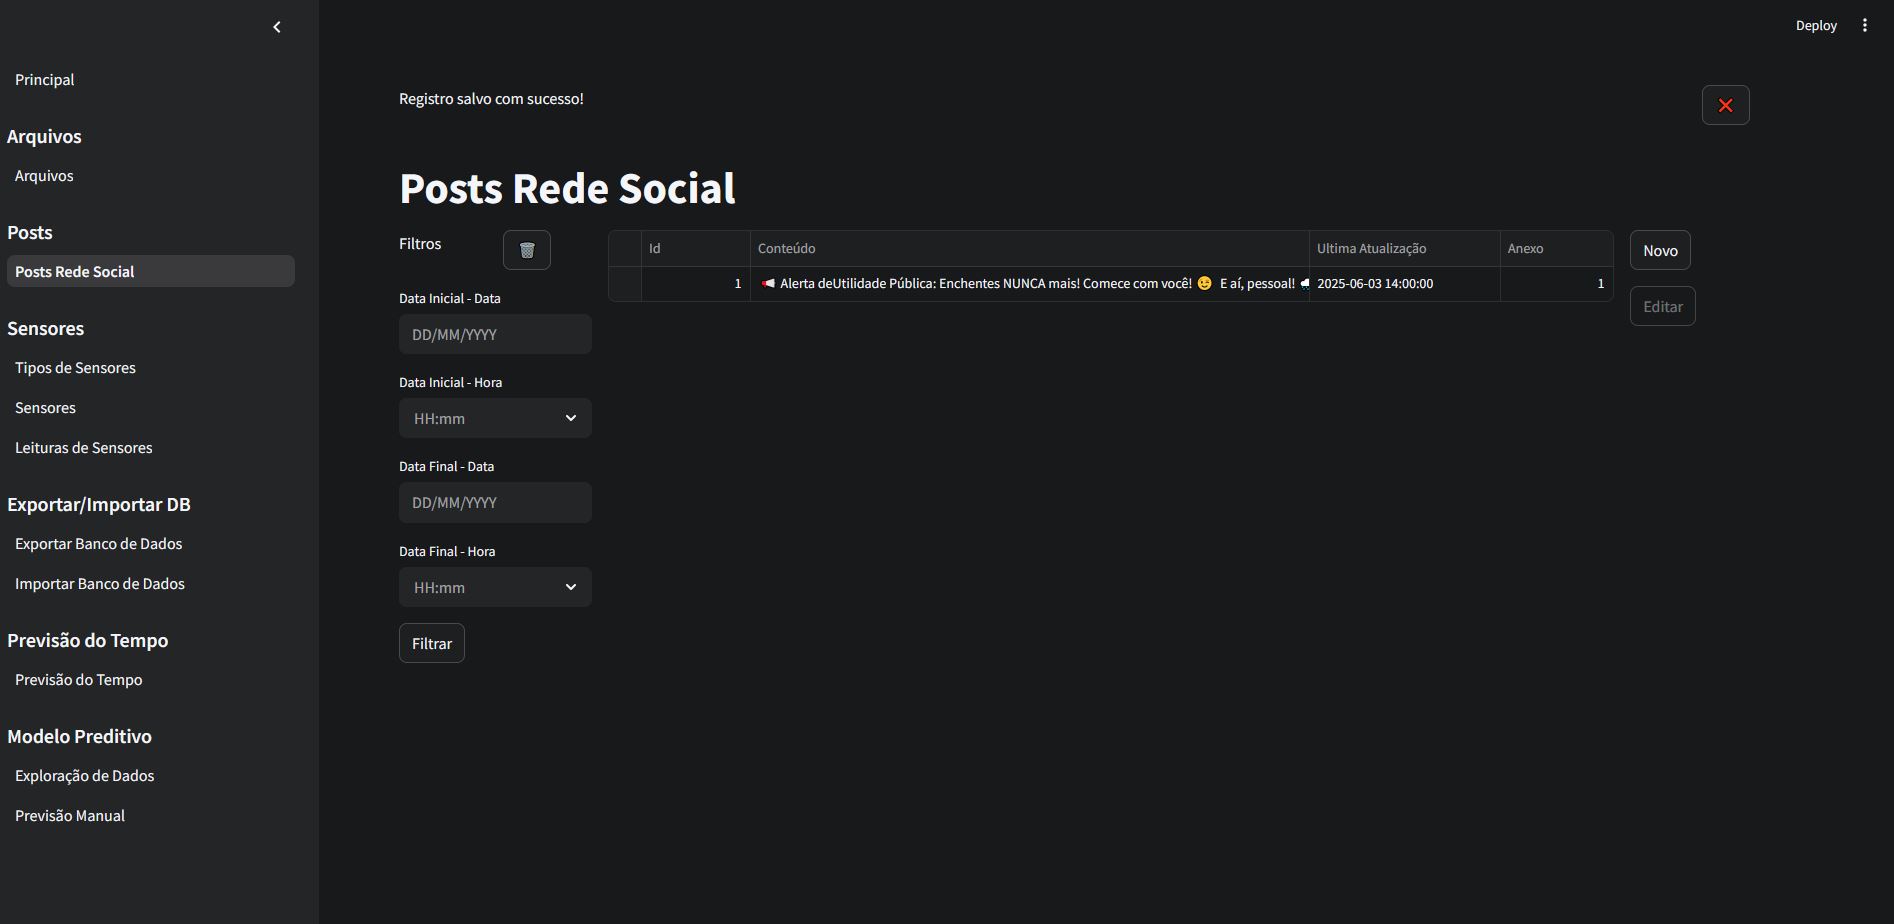 Deploy
Principal
Arquivos
Arquivos
Posts
Posts Rede Social
Sensores
Tipos de Sensores
Sensores
Leituras de Sensores
Exportar/Importar DB
Exportar Banco de Dados
Importar Banco de Dados
Previsão do Tempo
Previsão do Tempo
Modelo Preditivo
Exploração de Dados
Previsão Manual
Registro salvo com sucesso!
Posts Rede Social
Filtros
Data Inicial - Data
DD/MM/YYYY
Data Inicial - Hora
HH:mm
Data Final - Data
DD/MM/YYYY
Data Final - Hora
HH:mm
Filtrar
Id Conteúdo Ultima Atualização Anexo
1 📢 Alerta deUtilidade Pública: Enchentes NUNCA mais! Comece com você! 😉 E aí, pessoal! 🌧 2025-06-03 14:00:00 1
Novo
Editar